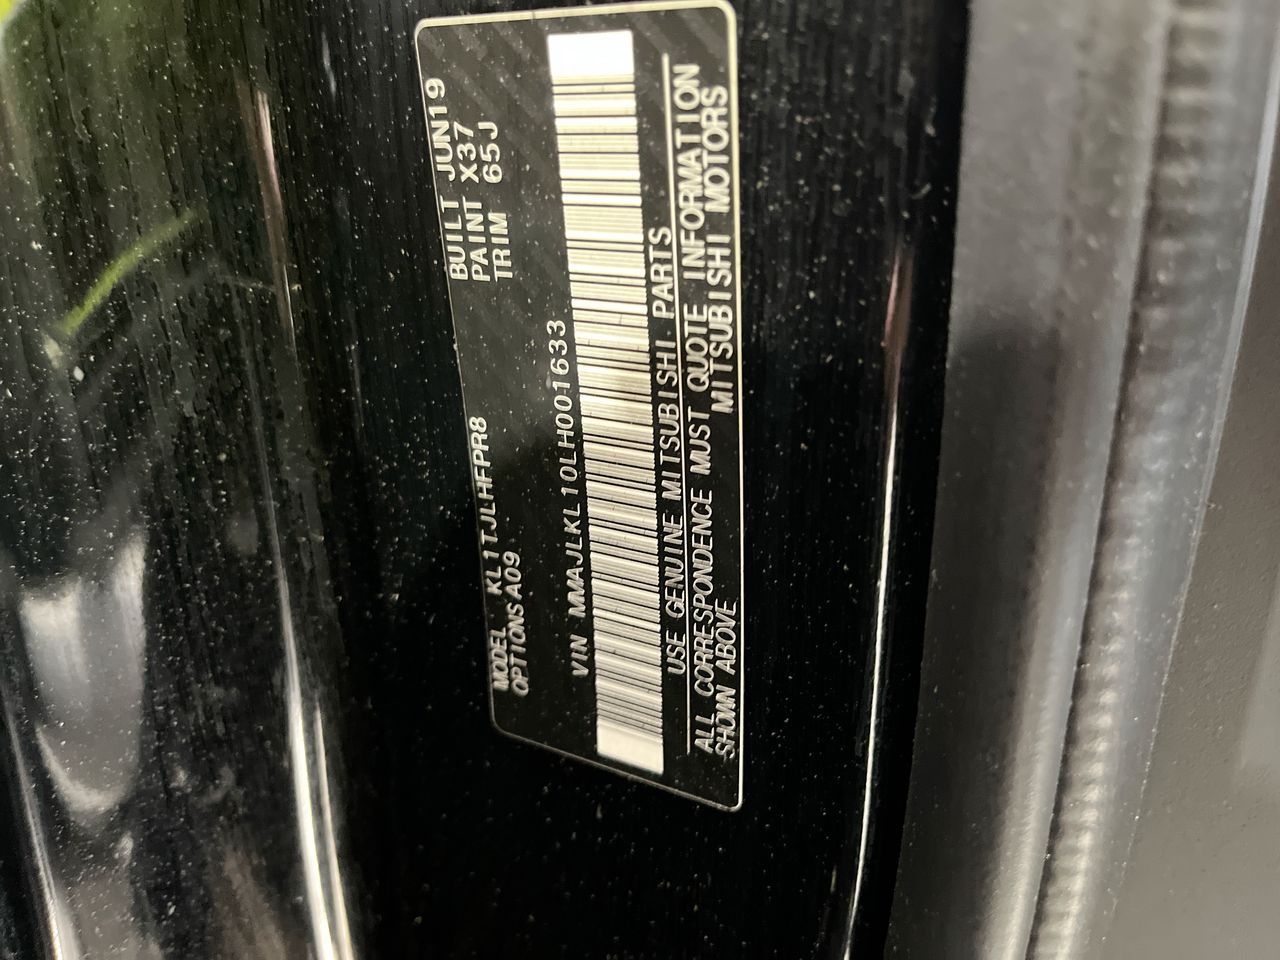 BUILT JUN19
PAINT X37
TRIM 65J
MODEL KL1TJLHFPR8
OPTIONS A09
VIN MMAJLKL10LH001633
USE GENUINE MITSUBISHI PARTS
ALL CORRESPONDENCE MUST QUOTE INFORMATION
SHOWN ABOVE MITSUBISHI MOTORS